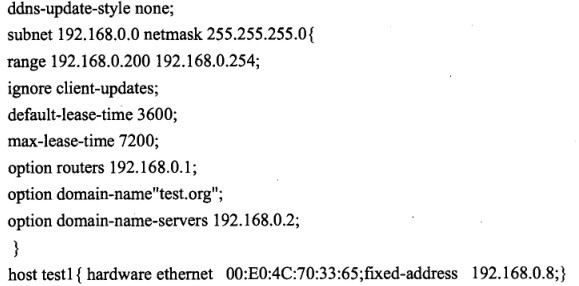 ddns-update-style none;
subnet 192.168.0.0 netmask 255.255.255.0{
range 192.168.0.200 192.168.0.254;
ignore client-updates;
default-lease-time 3600;
max-lease-time 7200;
option routers 192.168.0.1;
option domain-name"test.org";
option domain-name-servers 192.168.0.2;
}
host test1{ hardware ethernet 00:E0:4C:70:33:65;fixed-address 192.168.0.8;}